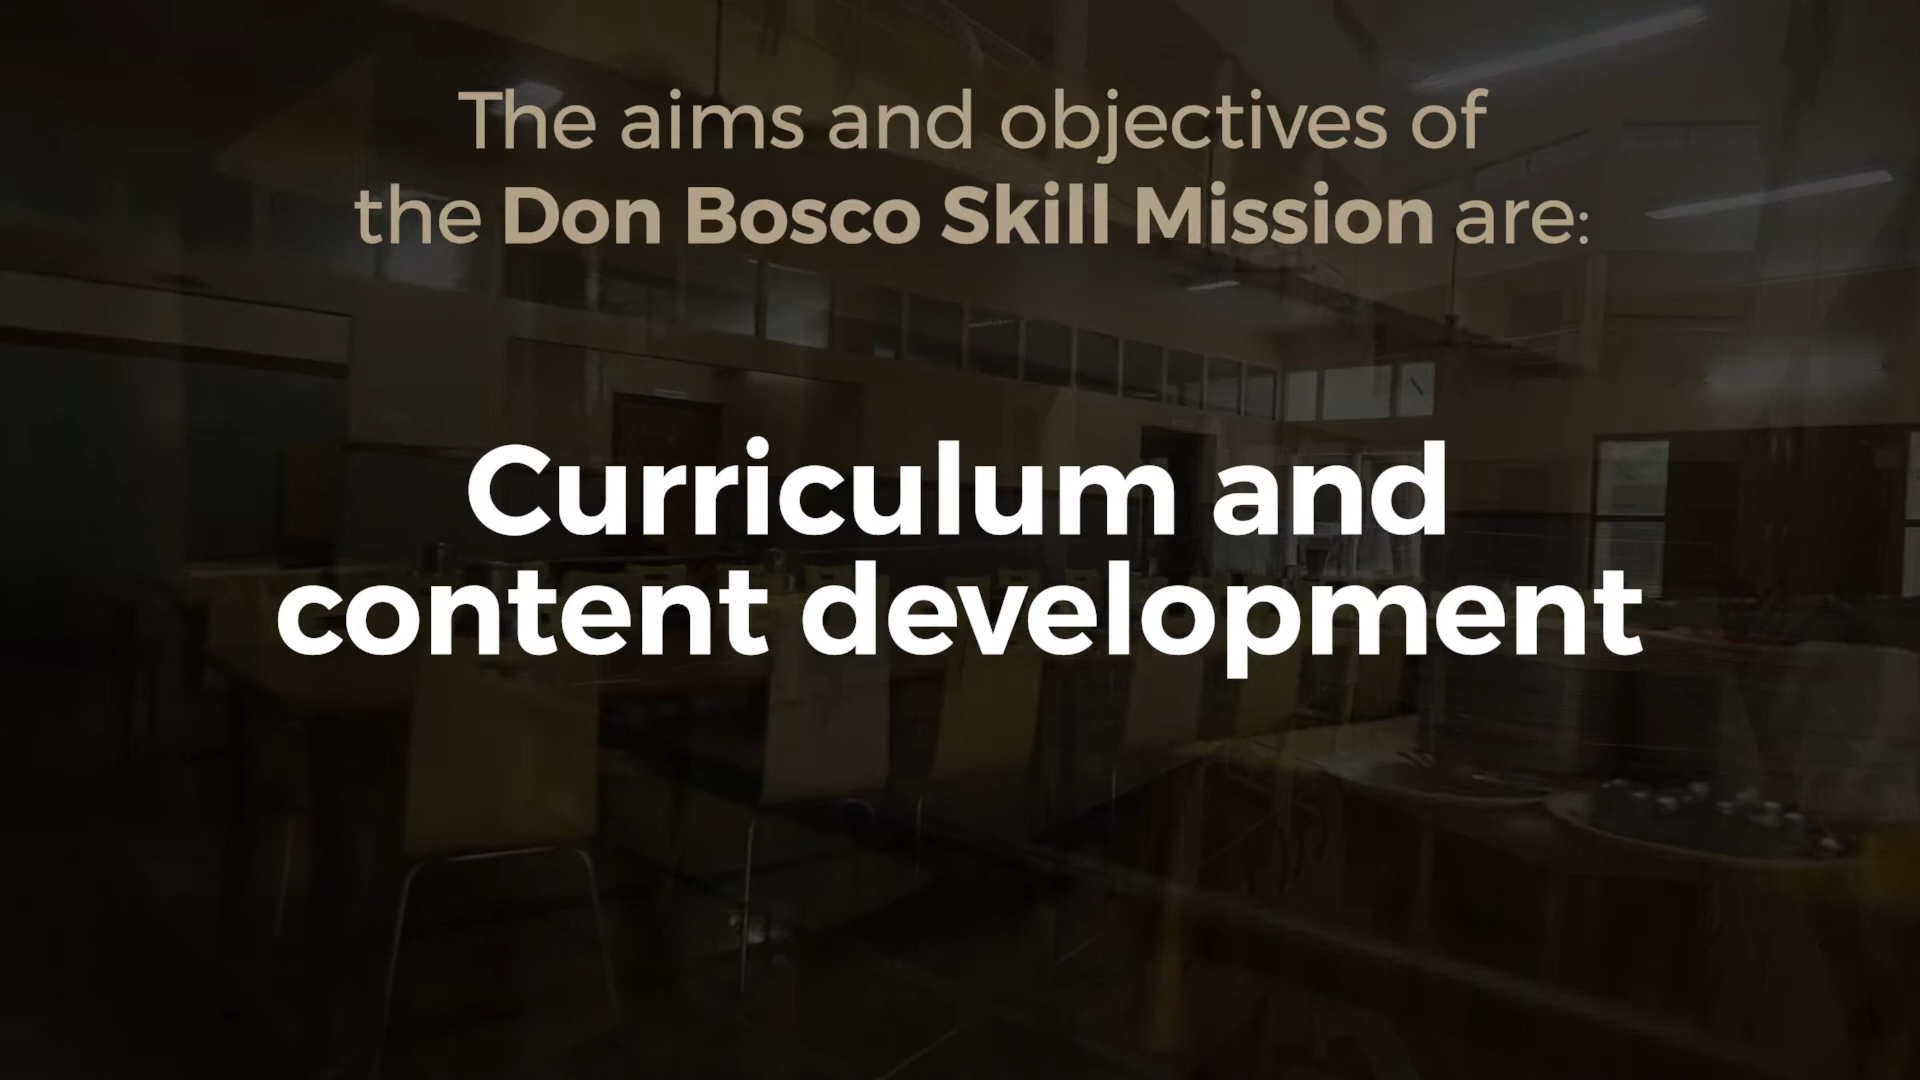 The aims and objectives of
the Don Bosco Skill Mission are:
Curriculum and
content development